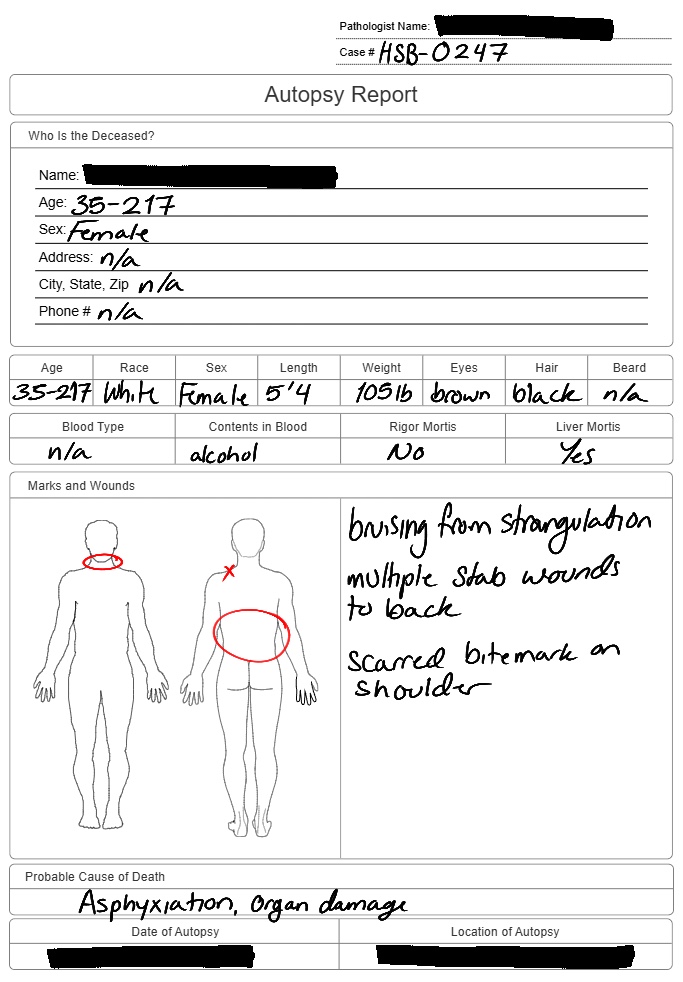 Pathologist Name:
Case # HSB-0247
Autopsy Report
Who Is the Deceased?
Name:
Age: 35-217
Sex: Female
Address: n/a
City, State, Zip n/a
Phone # n/a
Age Race Sex Length Weight Eyes Hair Beard
35-217 White Female 5'4 105lb brown black n/a
Blood Type Contents in Blood Rigor Mortis Liver Mortis
n/a alcohol No Yes
Marks and Wounds
bruising from strangulation
multiple stab wounds
to back
scarred bitemark on
shoulder
Probable Cause of Death
Asphyxiation, organ damage
Date of Autopsy Location of Autopsy